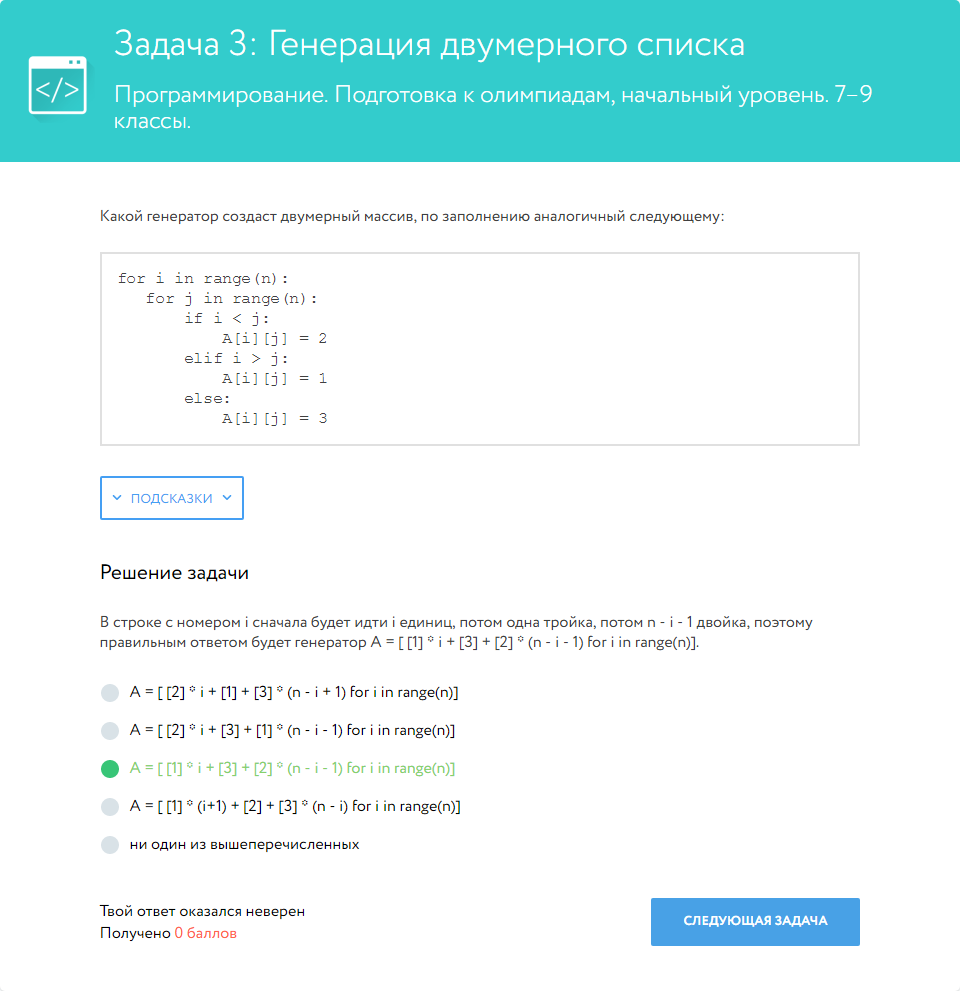 Задача 3: Генерация двумерного списка
</>
Программирование. Подготовка к олимпиадам, начальный уровень. 7–9
классы.
Какой генератор создаст двумерный массив, по заполнению аналогичный следующему:
for i in range(n):
for j in range(n):
if i < j:
A[i][j] = 2
elif i > j:
A[i][j] = 1
else:
A[i][j] = 3
ПОДСКАЗКИ
Решение задачи
В строке с номером i сначала будет идти i единиц, потом одна тройка, потом n - i - 1 двойка, поэтому
правильным ответом будет генератор A = [ [1] * i + [3] + [2] * (n - i - 1) for i in range(n)].
A = [ [2] * i + [1] + [3] * (n - i + 1) for i in range(n)]
A = [ [2] * i + [3] + [1] * (n - i - 1) for i in range(n)]
A = [ [1] * i + [3] + [2] * (n - i - 1) for i in range(n)]
A = [ [1] * (i+1) + [2] + [3] * (n - i) for i in range(n)]
ни один из вышеперечисленных
Твой ответ оказался неверен
Получено 0 баллов
СЛЕДУЮЩАЯ ЗАДАЧА